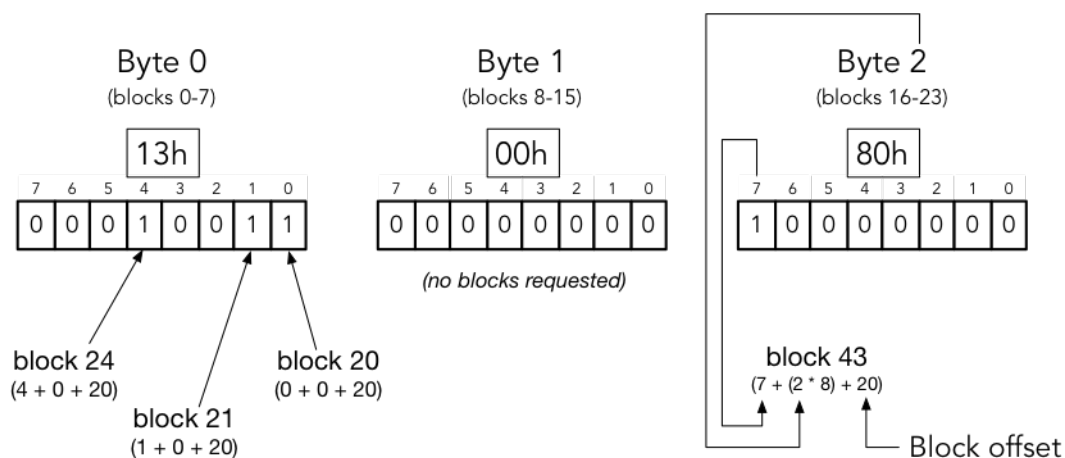 Byte 0
(blocks 0-7)
13h
7 6 5 4 3 2 1 0
0 0 0 1 0 0 1 1
block 24
(4 + 0 + 20)
block 21
(1 + 0 + 20)
block 20
(0 + 0 + 20)
Byte 1
(blocks 8-15)
00h
7 6 5 4 3 2 1 0
0 0 0 0 0 0 0 0
(no blocks requested)
Byte 2
(blocks 16-23)
80h
7 6 5 4 3 2 1 0
1 0 0 0 0 0 0 0
block 43
(7 + (2 * 8) + 20)
Block offset